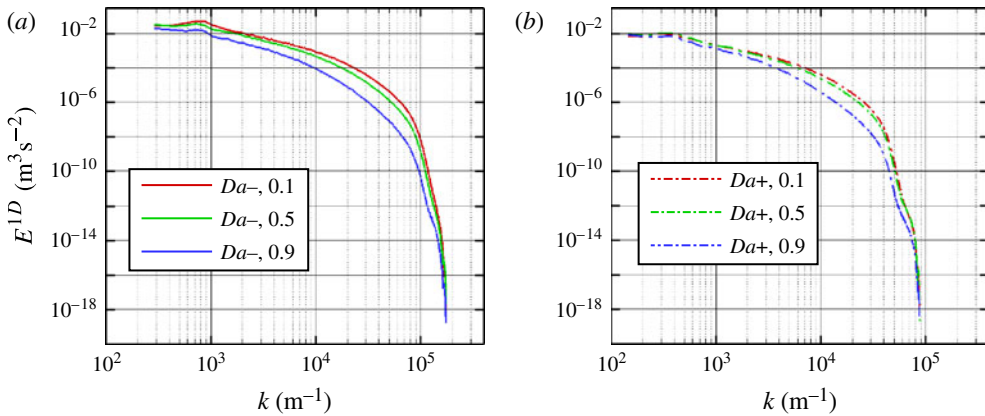 (a)
E^1D (m^3 s^−2)
10^−2
10^−6
10^−10
10^−14
10^−18
Da−, 0.1
Da−, 0.5
Da−, 0.9
10^2 10^3 10^4 10^5
k (m^−1)
(b)
10^−2
10^−6
10^−10
10^−14
10^−18
Da+, 0.1
Da+, 0.5
Da+, 0.9
10^2 10^3 10^4 10^5
k (m^−1)